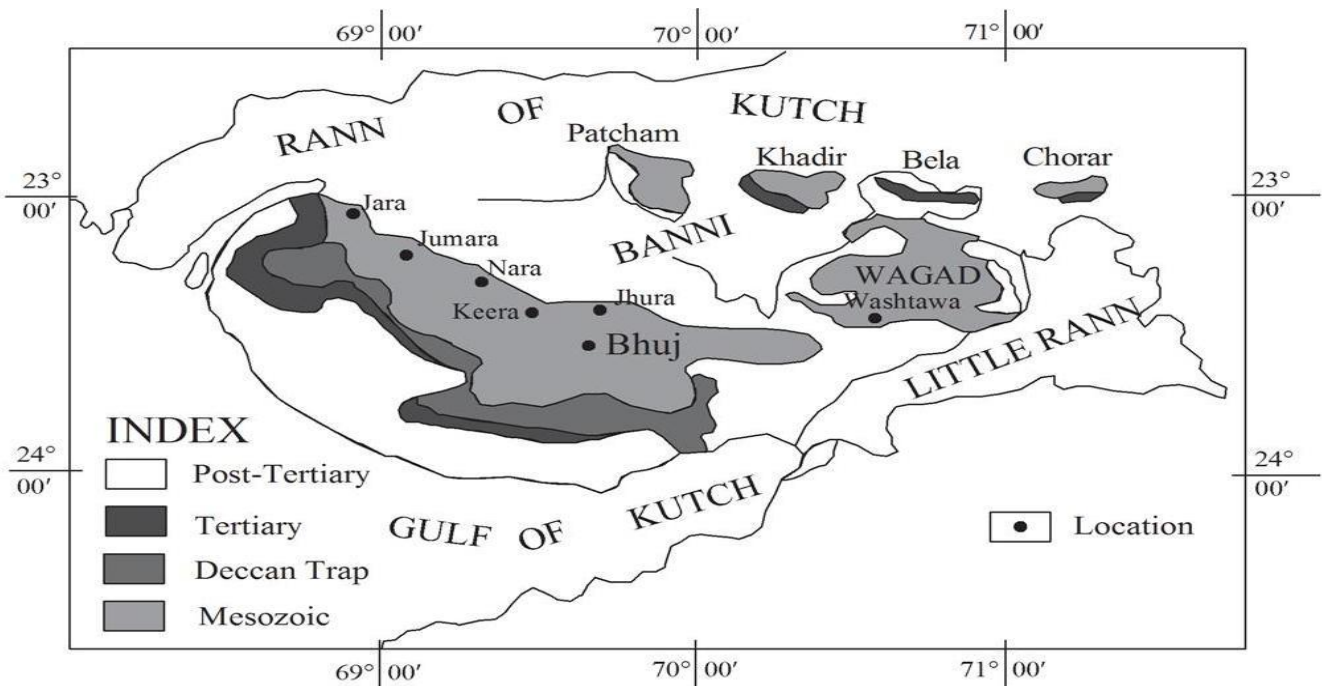 69° 00′
70° 00′
71° 00′
RANN OF KUTCH
Patcham
Khadir
Bela
Chorar
23° 00′
23° 00′
Jara
BANNI
Jumara
Nara
WAGAD
Keera
Jhura
Washtawa
Bhuj
LITTLE RANN
INDEX
24° 00′
24° 00′
Post-Tertiary
GULF OF KUTCH
Tertiary
Location
Deccan Trap
Mesozoic
69° 00′
70° 00′
71° 00′